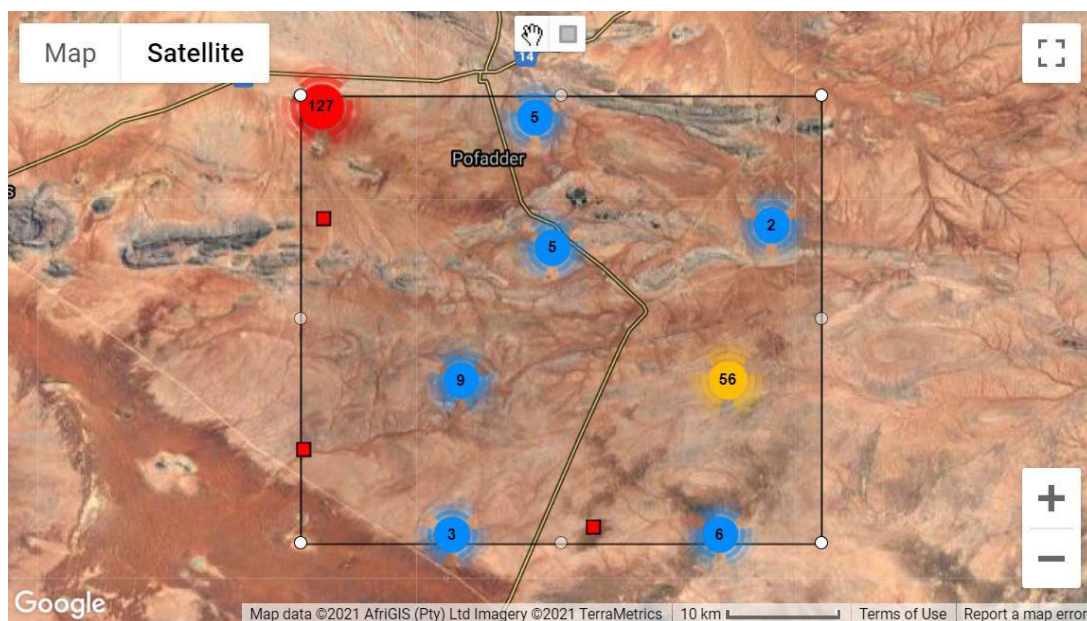 Map Satellite
14
127
5
Pofadder
s
2
5
9
56
3
6
Google
Map data ©2021 AfriGIS (Pty) Ltd Imagery ©2021 TerraMetrics 10 km Terms of Use Report a map error